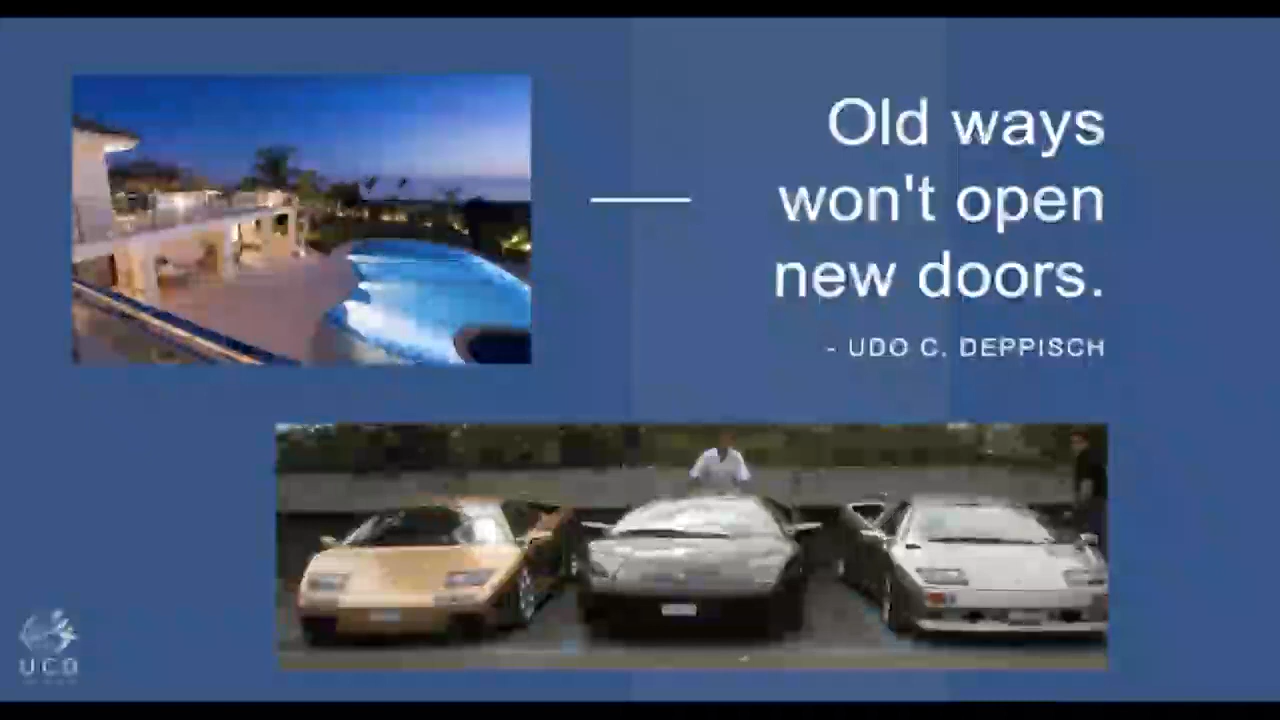 Old ways
won't open
new doors.
- UDO C. DEPPISCH
UCD